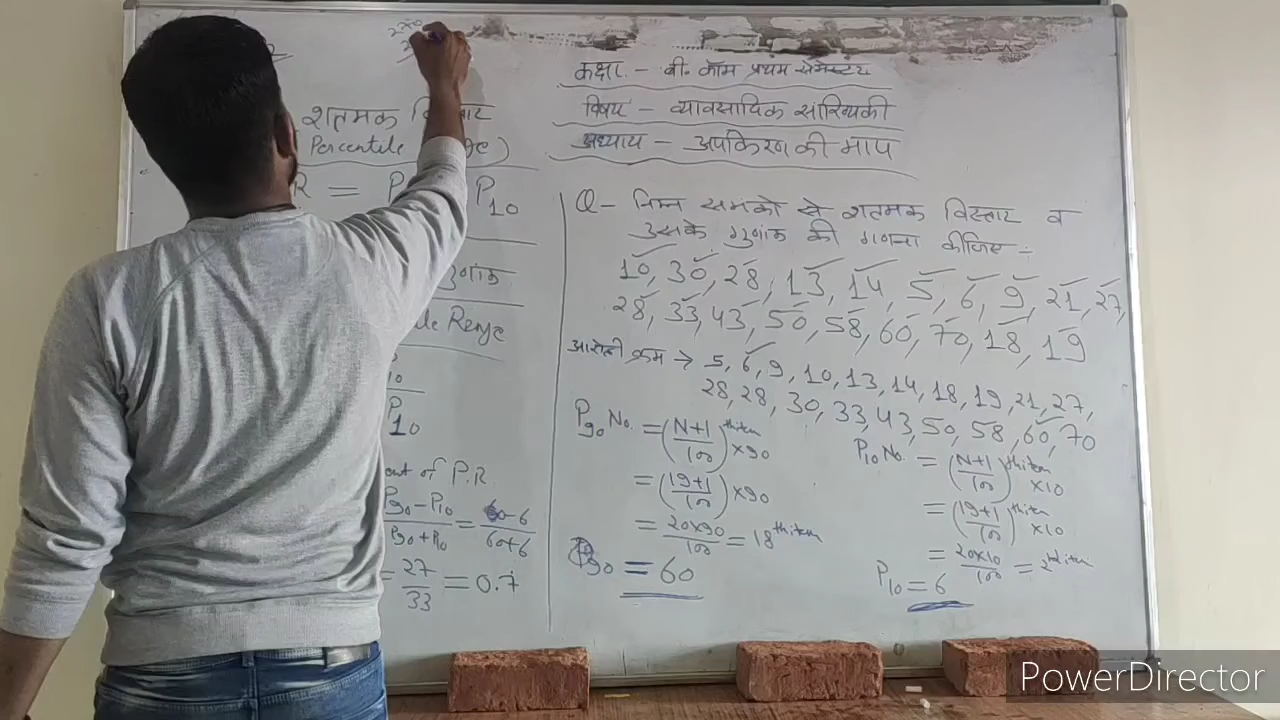 कक्षा - बी. कॉम प्रथम सेमेस्टर
विषय - व्यावसायिक सांख्यिकी
अध्याय - अपकिरण की माप
शतमक
Percentile
R = P P10
गुणांक
Range
10
P10
of P.R.
P90 - P10 / P90 + P10 = 60-6 / 60+6
= 27/33 = 0.7
Q - निम्न समकों से शतमक विस्तार व
उसके गुणांक की गणना कीजिए :-
10, 30, 28, 13, 14, 5, 6, 9, 21, 27,
28, 33, 43, 50, 58, 60, 70, 18, 19
आरोही क्रम → 5, 6, 9, 10, 13, 14, 18, 19, 21, 27,
28, 28, 30, 33, 43, 50, 58, 60, 70
P90 No. = (N+1/100)th item × 90
= (19+1/100) × 90
= 20×90/100 = 18th item
P90 = 60
P10 No. = (N+1/100)th item × 10
= (19+1/100)th item × 10
= 20×10/100 = 2nd item
P10 = 6
PowerDirector